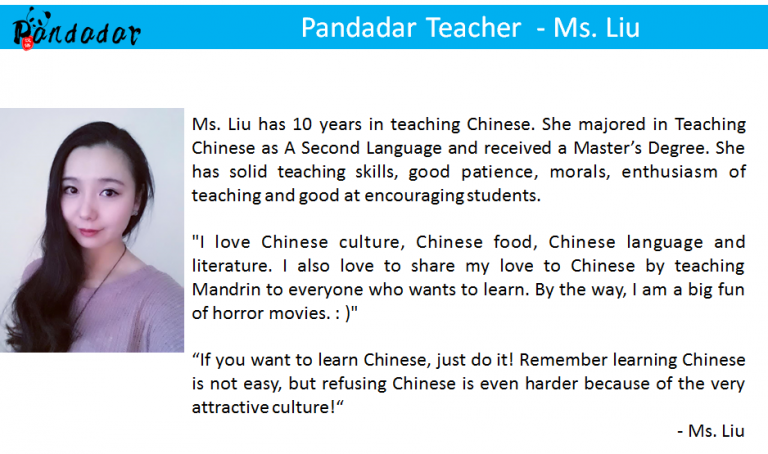 Pandadar
Pandadar Teacher - Ms. Liu
Ms. Liu has 10 years in teaching Chinese. She majored in Teaching
Chinese as A Second Language and received a Master’s Degree. She
has solid teaching skills, good patience, morals, enthusiasm of
teaching and good at encouraging students.
"I love Chinese culture, Chinese food, Chinese language and
literature. I also love to share my love to Chinese by teaching
Mandrin to everyone who wants to learn. By the way, I am a big fun
of horror movies. : )"
“If you want to learn Chinese, just do it! Remember learning Chinese
is not easy, but refusing Chinese is even harder because of the very
attractive culture!“
- Ms. Liu